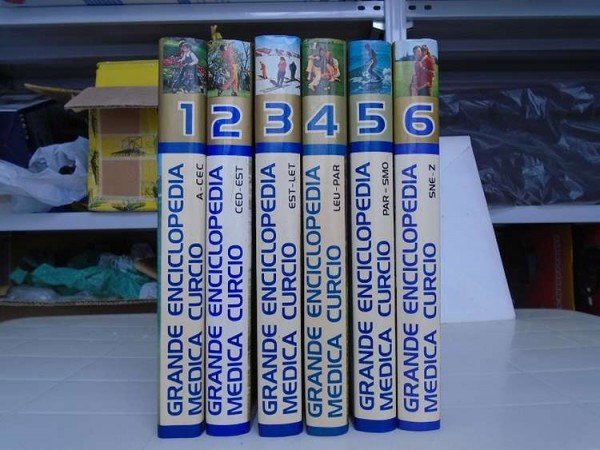 1
A-CEC
GRANDE ENCICLOPEDIA
MEDICA CURCIO
2
CED-EST
GRANDE ENCICLOPEDIA
MEDICA CURCIO
3
EST-LET
GRANDE ENCICLOPEDIA
MEDICA CURCIO
4
LEU-PAR
GRANDE ENCICLOPEDIA
MEDICA CURCIO
5
PAR-SMO
GRANDE ENCICLOPEDIA
MEDICA CURCIO
6
SNE-Z
GRANDE ENCICLOPEDIA
MEDICA CURCIO